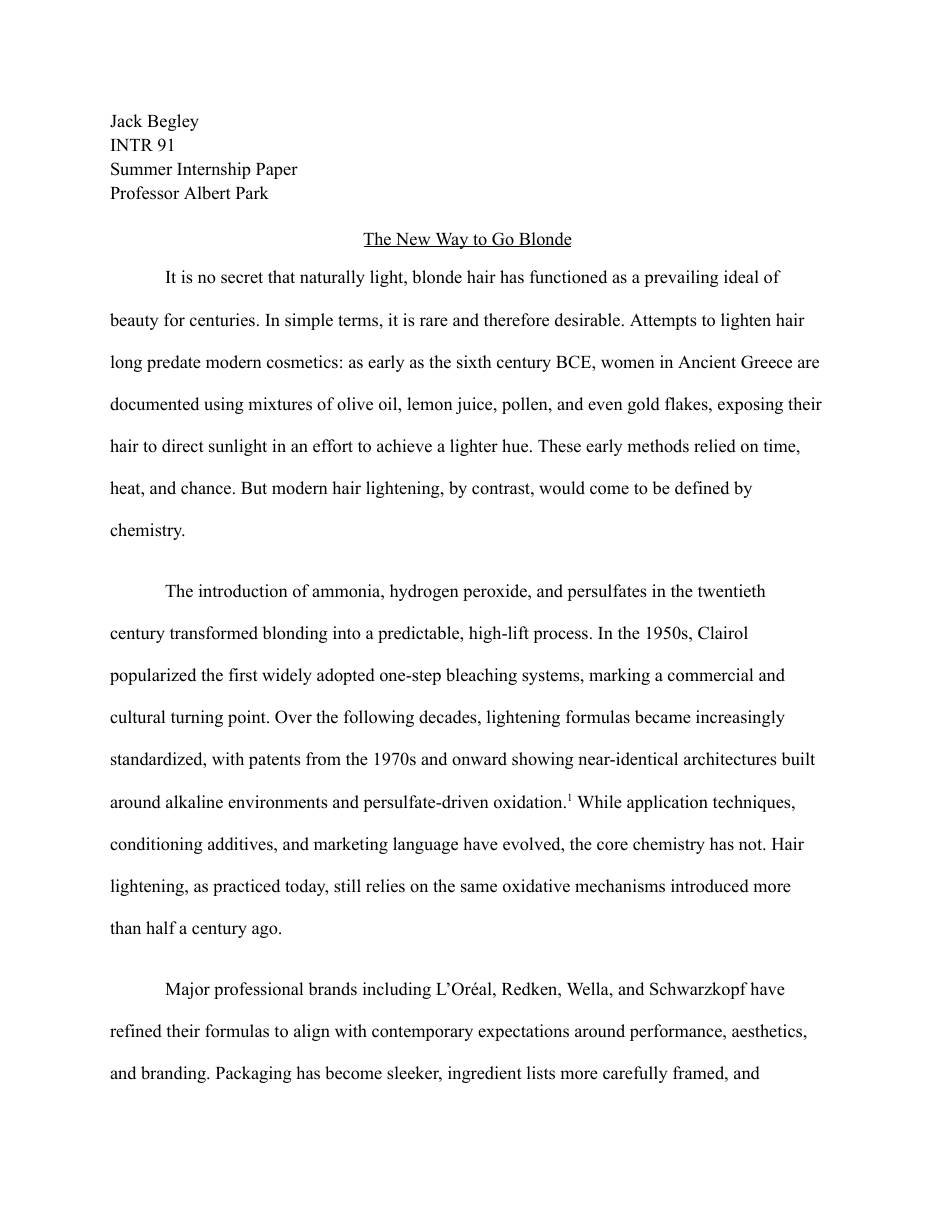 Jack Begley
INTR 91
Summer Internship Paper
Professor Albert Park
The New Way to Go Blonde
It is no secret that naturally light, blonde hair has functioned as a prevailing ideal of
beauty for centuries. In simple terms, it is rare and therefore desirable. Attempts to lighten hair
long predate modern cosmetics: as early as the sixth century BCE, women in Ancient Greece are
documented using mixtures of olive oil, lemon juice, pollen, and even gold flakes, exposing their
hair to direct sunlight in an effort to achieve a lighter hue. These early methods relied on time,
heat, and chance. But modern hair lightening, by contrast, would come to be defined by
chemistry.
The introduction of ammonia, hydrogen peroxide, and persulfates in the twentieth
century transformed blonding into a predictable, high-lift process. In the 1950s, Clairol
popularized the first widely adopted one-step bleaching systems, marking a commercial and
cultural turning point. Over the following decades, lightening formulas became increasingly
standardized, with patents from the 1970s and onward showing near-identical architectures built
around alkaline environments and persulfate-driven oxidation.¹ While application techniques,
conditioning additives, and marketing language have evolved, the core chemistry has not. Hair
lightening, as practiced today, still relies on the same oxidative mechanisms introduced more
than half a century ago.
Major professional brands including L’Oréal, Redken, Wella, and Schwarzkopf have
refined their formulas to align with contemporary expectations around performance, aesthetics,
and branding. Packaging has become sleeker, ingredient lists more carefully framed, and